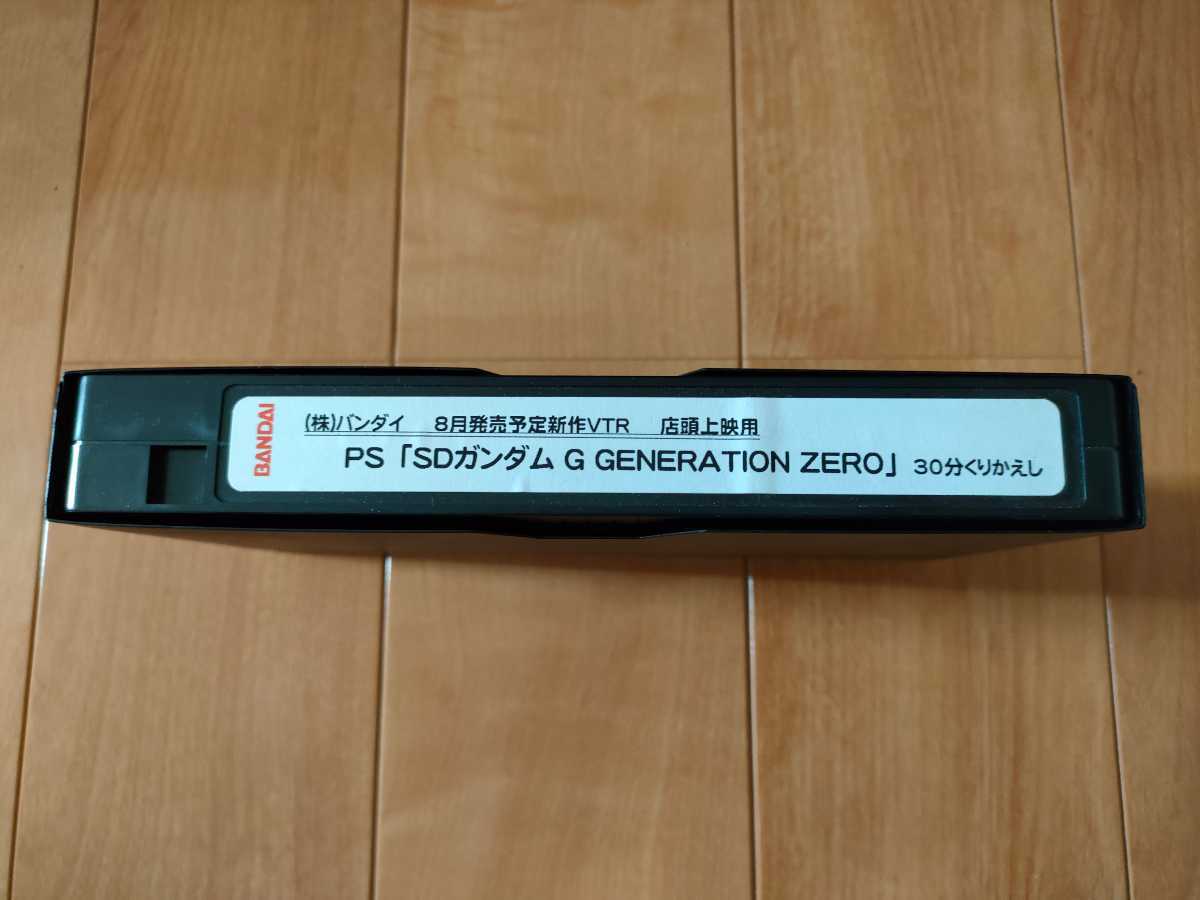 BANDAI
(株)バンダイ 8月発売予定新作VTR 店頭上映用
PS「SDガンダム G GENERATION ZERO」 30分くりかえし